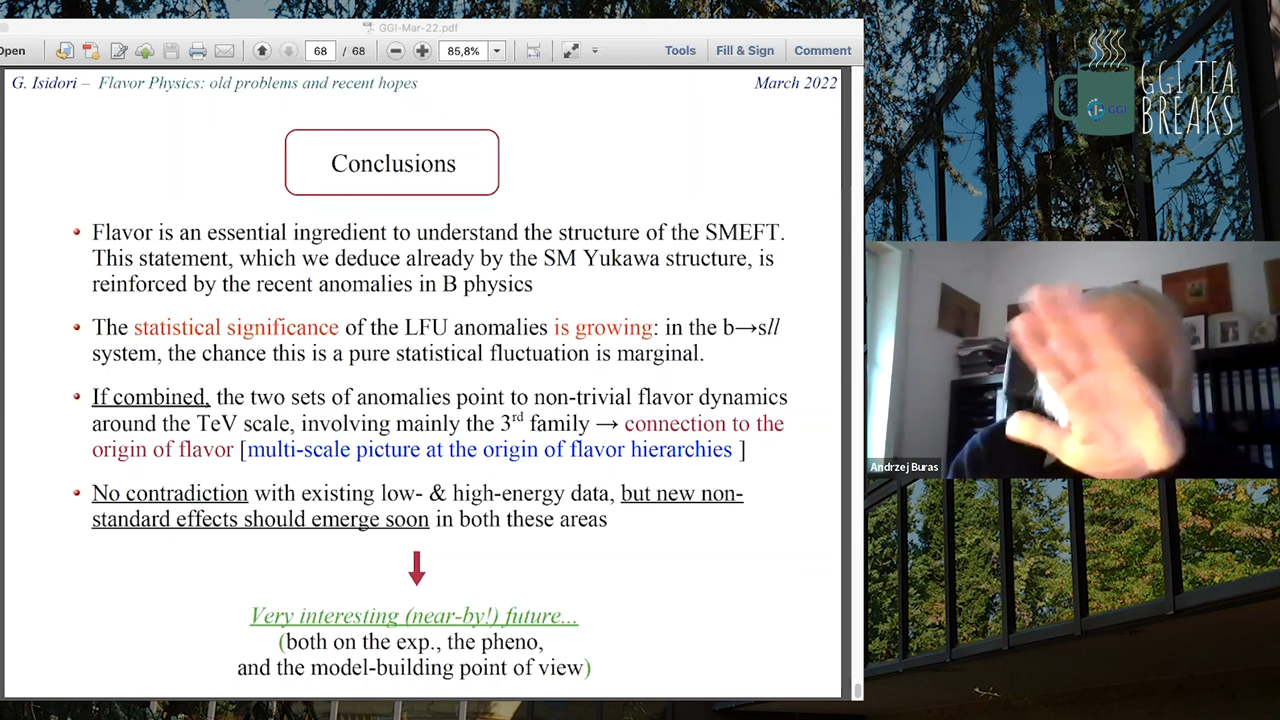 GGI-Mar-22.pdf
Open
68 / 68
85,8%
Tools
Fill & Sign
Comment
G. Isidori – Flavor Physics: old problems and recent hopes
March 2022
Conclusions
• Flavor is an essential ingredient to understand the structure of the SMEFT.
This statement, which we deduce already by the SM Yukawa structure, is
reinforced by the recent anomalies in B physics
• The statistical significance of the LFU anomalies is growing: in the b→sll
system, the chance this is a pure statistical fluctuation is marginal.
• If combined, the two sets of anomalies point to non-trivial flavor dynamics
around the TeV scale, involving mainly the 3rd family → connection to the
origin of flavor [multi-scale picture at the origin of flavor hierarchies ]
• No contradiction with existing low- & high-energy data, but new non-
standard effects should emerge soon in both these areas
Very interesting (near-by!) future...
(both on the exp., the pheno,
and the model-building point of view)
GGI
GGI TEA
BREAKS
Andrzej Buras